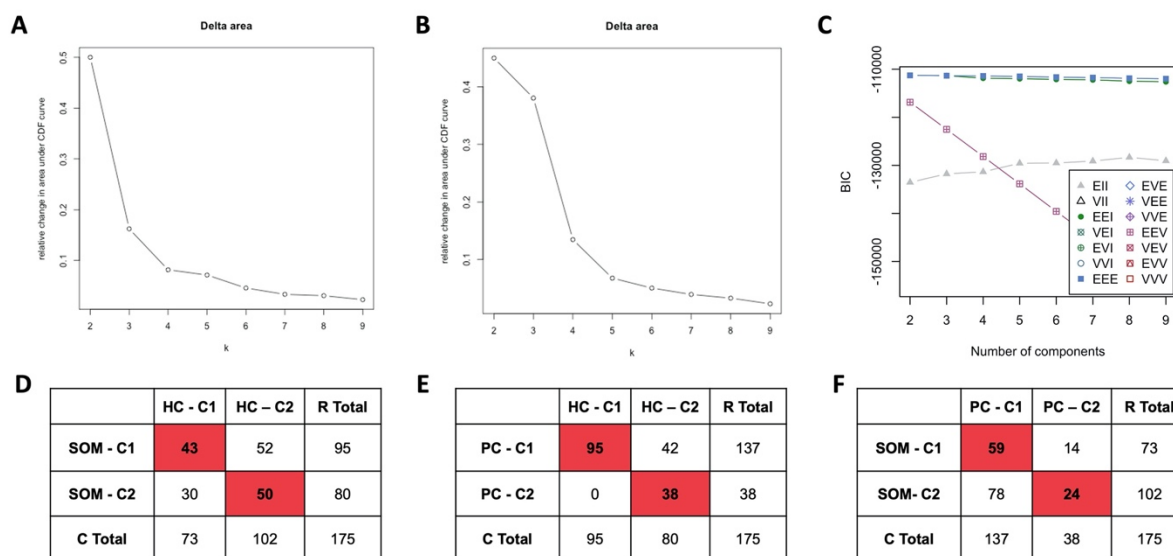 A
Delta area
relative change in area under CDF curve
0.5
0.4
0.3
0.2
0.1
2 3 4 5 6 7 8 9
k
B
Delta area
relative change in area under CDF curve
0.4
0.3
0.2
0.1
2 3 4 5 6 7 8 9
k
C
BIC
-110000
-130000
-150000
2 3 4 5 6 7 8 9
Number of components
EII EVE
VII VEE
EEI VVE
VEI EEV
EVI VEV
VVI EVV
EEE VVV
D
HC - C1 HC – C2 R Total
SOM - C1 43 52 95
SOM - C2 30 50 80
C Total 73 102 175
E
HC - C1 HC – C2 R Total
PC - C1 95 42 137
PC - C2 0 38 38
C Total 95 80 175
F
PC - C1 PC – C2 R Total
SOM - C1 59 14 73
SOM- C2 78 24 102
C Total 137 38 175